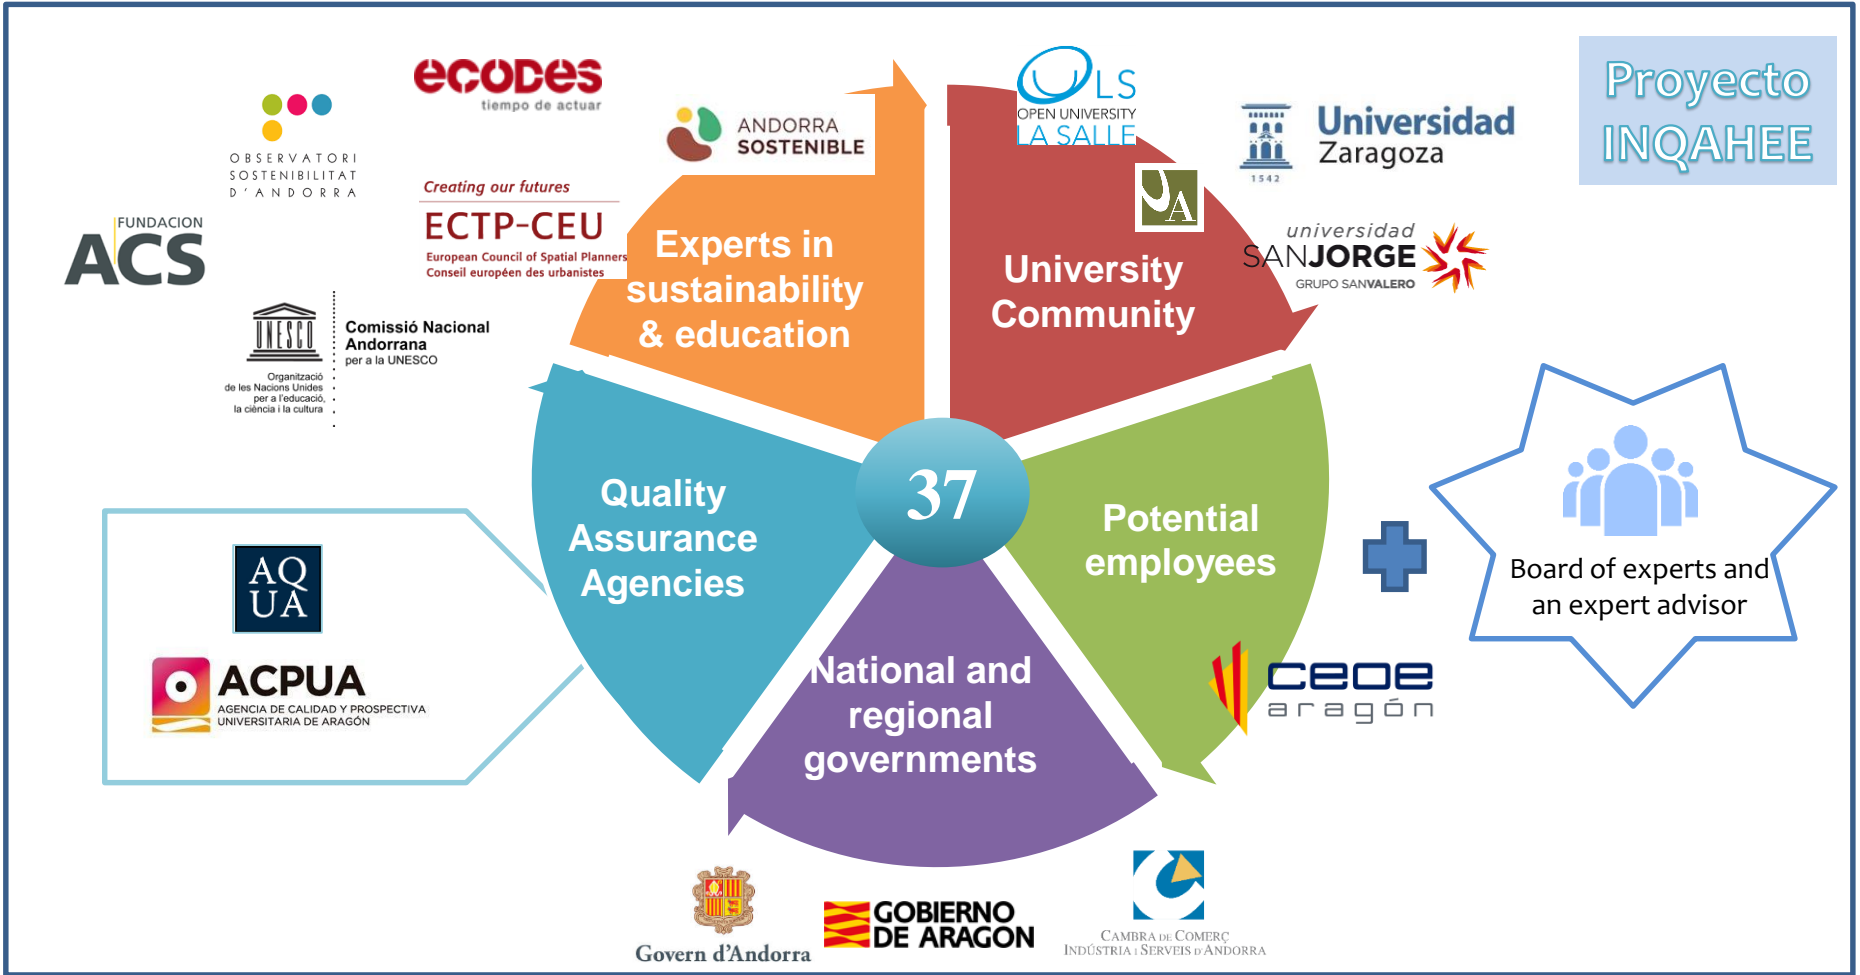 Proyecto
INQAHEE
ecodes
tiempo de actuar
OBSERVATORI
SOSTENIBILITAT
D'ANDORRA
ANDORRA
SOSTENIBLE
ULS
OPEN UNIVERSITY
LA SALLE
Universidad
Zaragoza
1542
FUNDACION
ACS
Creating our futures
ECTP-CEU
European Council of Spatial Planners
Conseil européen des urbanistes
UA
universidad
SANJORGE
GRUPO SANVALERO
UNESCO
Organització
de les Nacions Unides
per a l'educació,
la ciència i la cultura
Comissió Nacional
Andorrana
per a la UNESCO
Experts in
sustainability
& education
University
Community
37
Quality
Assurance
Agencies
Potential
employees
National and
regional
governments
Board of experts and
an expert advisor
AQ
UA
ACPUA
AGENCIA DE CALIDAD Y PROSPECTIVA
UNIVERSITARIA DE ARAGÓN
ceoe
aragón
Govern d'Andorra
GOBIERNO
DE ARAGON
CAMBRA DE COMERÇ
INDÚSTRIA I SERVEIS D'ANDORRA